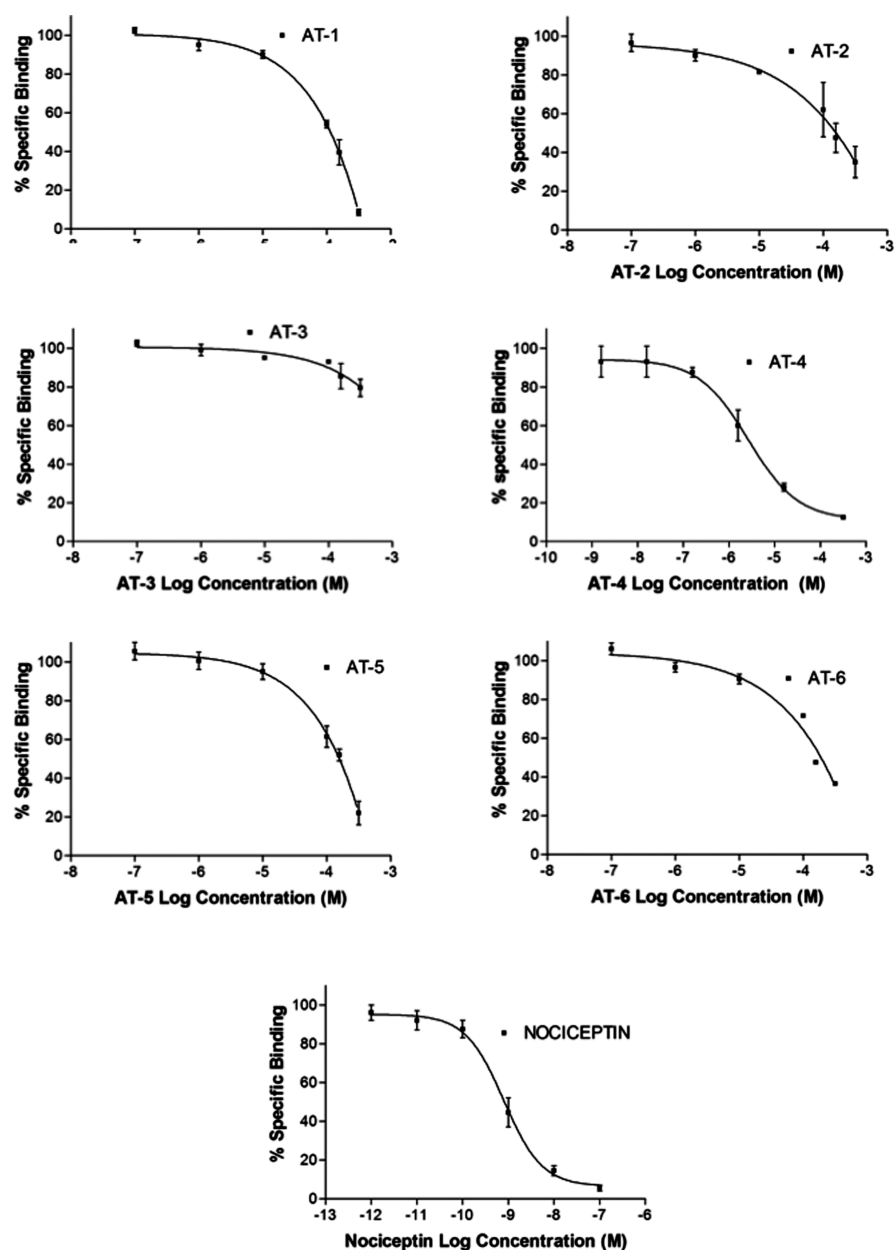 AT-1
% Specific Binding
100
80
60
40
20
0
-8 -7 -6 -5 -4 -3
AT-2
% Specific Binding
100
80
60
40
20
0
-8 -7 -6 -5 -4 -3
AT-2 Log Concentration (M)
AT-3
% Specific Binding
100
80
60
40
20
0
-8 -7 -6 -5 -4 -3
AT-3 Log Concentration (M)
AT-4
% specific Binding
100
80
60
40
20
0
-10 -9 -8 -7 -6 -5 -4 -3
AT-4 Log Concentration (M)
AT-5
% Specific Binding
100
80
60
40
20
0
-8 -7 -6 -5 -4 -3
AT-5 Log Concentration (M)
AT-6
% Specific Binding
100
80
60
40
20
0
-8 -7 -6 -5 -4 -3
AT-6 Log Concentration (M)
NOCICEPTIN
% Specific Binding
100
80
60
40
20
0
-13 -12 -11 -10 -9 -8 -7 -6
Nociceptin Log Concentration (M)